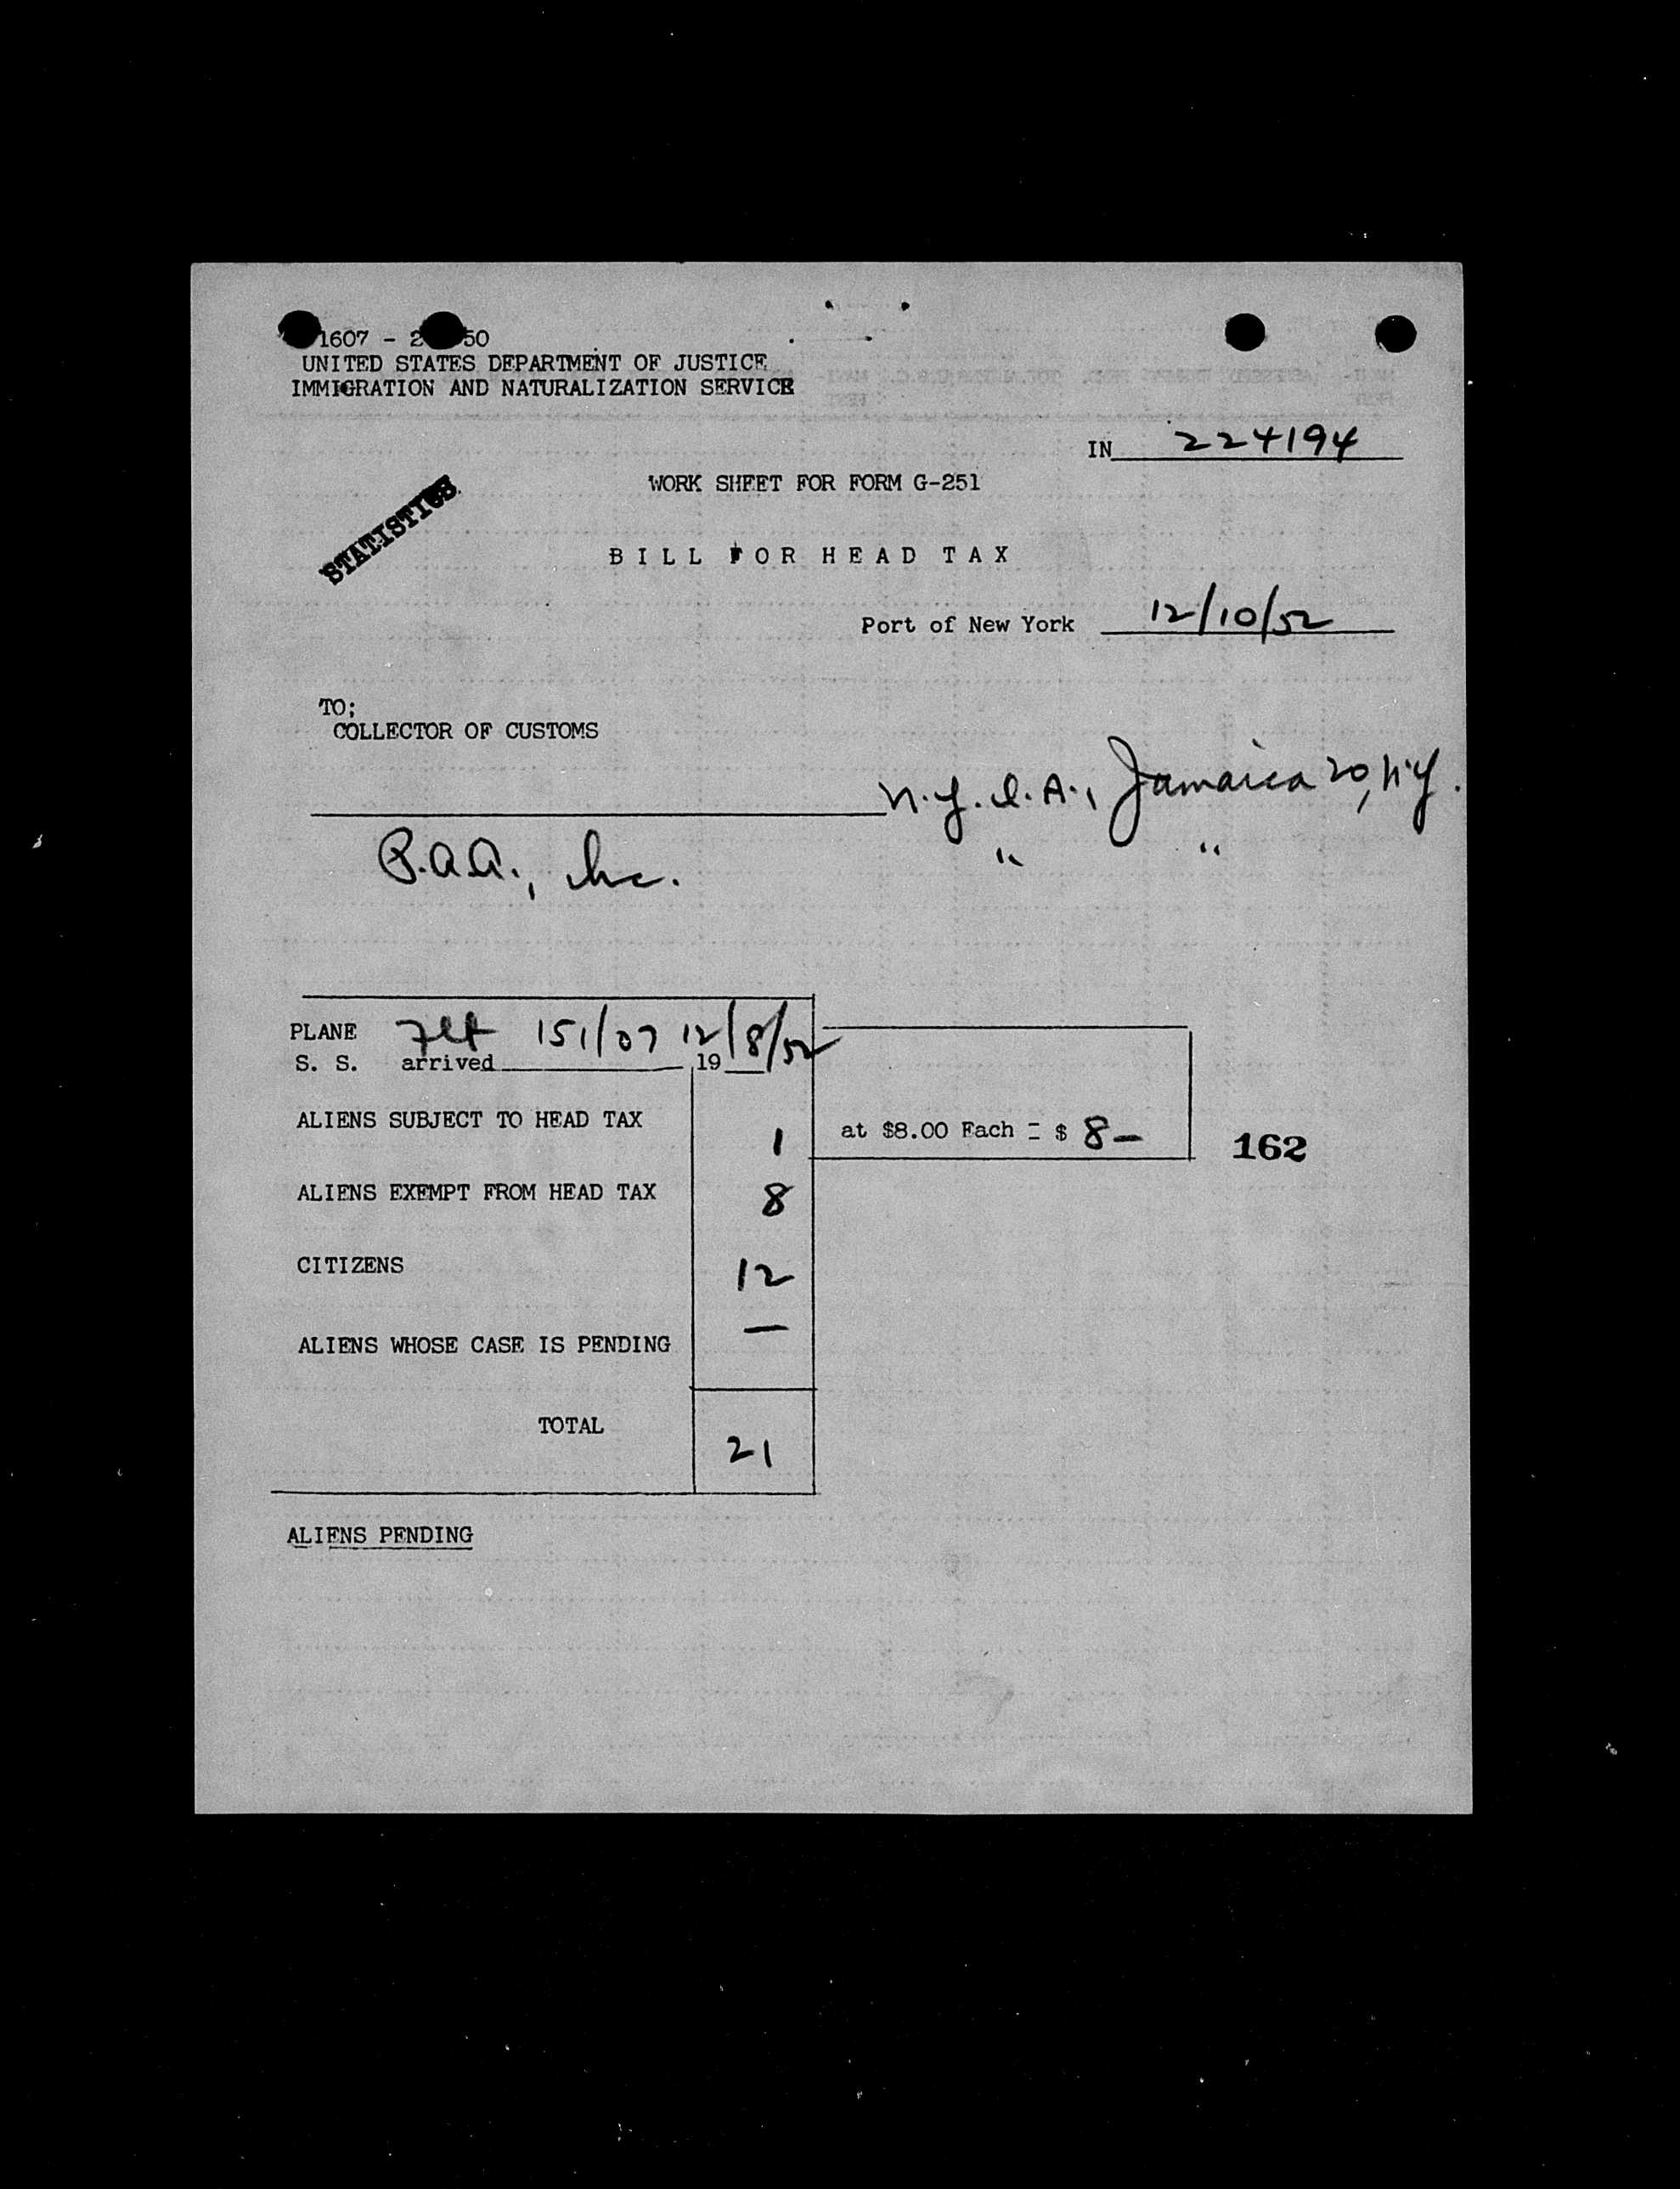 1607 - 2 50
UNITED STATES DEPARTMENT OF JUSTICE
IMMIGRATION AND NATURALIZATION SERVICE
IN 224194
WORK SHEET FOR FORM G-251
STATISTICS
BILL FOR HEAD TAX
Port of New York 12/10/52
TO;
COLLECTOR OF CUSTOMS
N.Y.I.A., Jamaica 20, N.Y.
P.A.A., Inc. " "
PLANE Flt 151/07 12/8/52
S. S. arrived 19
ALIENS SUBJECT TO HEAD TAX 1 at $8.00 Each = $ 8- 162
ALIENS EXEMPT FROM HEAD TAX 8
CITIZENS 12
ALIENS WHOSE CASE IS PENDING —
TOTAL 21
ALIENS PENDING